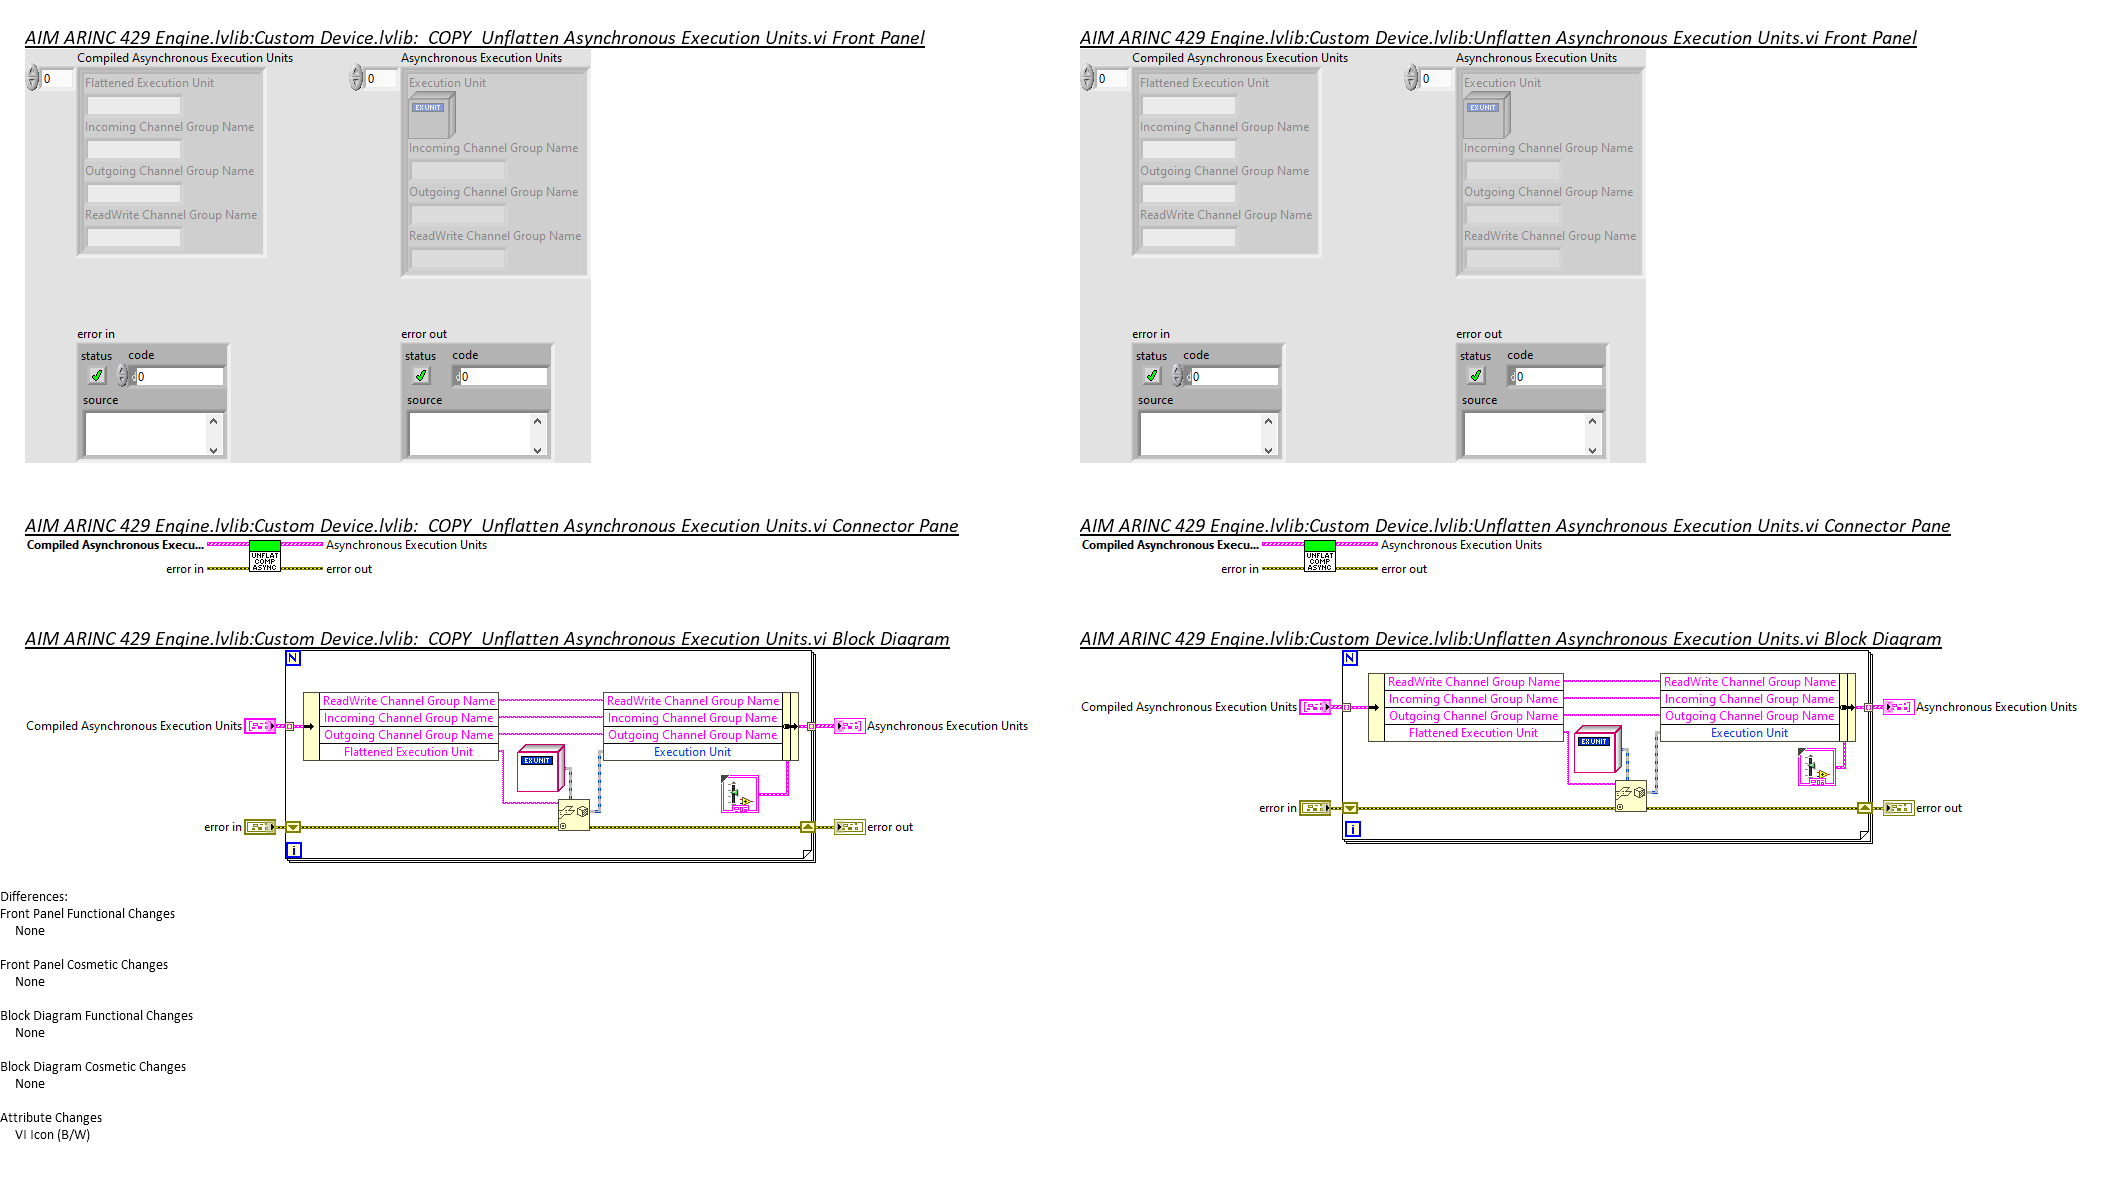 AIM ARINC 429 Engine.lvlib:Custom Device.lvlib:  COPY  Unflatten Asynchronous Execution Units.vi Front Panel
Compiled Asynchronous Execution Units
Asynchronous Execution Units
0
Flattened Execution Unit
Incoming Channel Group Name
Outgoing Channel Group Name
ReadWrite Channel Group Name
0
Execution Unit
EX UNIT
Incoming Channel Group Name
Outgoing Channel Group Name
ReadWrite Channel Group Name
error in
status code
d 0
source
error out
status code
d 0
source
AIM ARINC 429 Engine.lvlib:Custom Device.lvlib:Unflatten Asynchronous Execution Units.vi Front Panel
Compiled Asynchronous Execution Units
Asynchronous Execution Units
0
Flattened Execution Unit
Incoming Channel Group Name
Outgoing Channel Group Name
ReadWrite Channel Group Name
0
Execution Unit
EX UNIT
Incoming Channel Group Name
Outgoing Channel Group Name
ReadWrite Channel Group Name
error in
status code
d 0
source
error out
status code
d 0
source
AIM ARINC 429 Engine.lvlib:Custom Device.lvlib:  COPY  Unflatten Asynchronous Execution Units.vi Connector Pane
Compiled Asynchronous Execu...
UNFLAT
COMP
ASYNC
Asynchronous Execution Units
error in
error out
AIM ARINC 429 Engine.lvlib:Custom Device.lvlib:Unflatten Asynchronous Execution Units.vi Connector Pane
Compiled Asynchronous Execu...
UNFLAT
COMP
ASYNC
Asynchronous Execution Units
error in
error out
AIM ARINC 429 Engine.lvlib:Custom Device.lvlib:  COPY  Unflatten Asynchronous Execution Units.vi Block Diagram
N
Compiled Asynchronous Execution Units
ReadWrite Channel Group Name
Incoming Channel Group Name
Outgoing Channel Group Name
Flattened Execution Unit
EX UNIT
ReadWrite Channel Group Name
Incoming Channel Group Name
Outgoing Channel Group Name
Execution Unit
Asynchronous Execution Units
error in
error out
i
AIM ARINC 429 Engine.lvlib:Custom Device.lvlib:Unflatten Asynchronous Execution Units.vi Block Diagram
N
Compiled Asynchronous Execution Units
ReadWrite Channel Group Name
Incoming Channel Group Name
Outgoing Channel Group Name
Flattened Execution Unit
EX UNIT
ReadWrite Channel Group Name
Incoming Channel Group Name
Outgoing Channel Group Name
Execution Unit
Asynchronous Execution Units
error in
error out
i
Differences:
Front Panel Functional Changes
None
Front Panel Cosmetic Changes
None
Block Diagram Functional Changes
None
Block Diagram Cosmetic Changes
None
Attribute Changes
VI Icon (B/W)